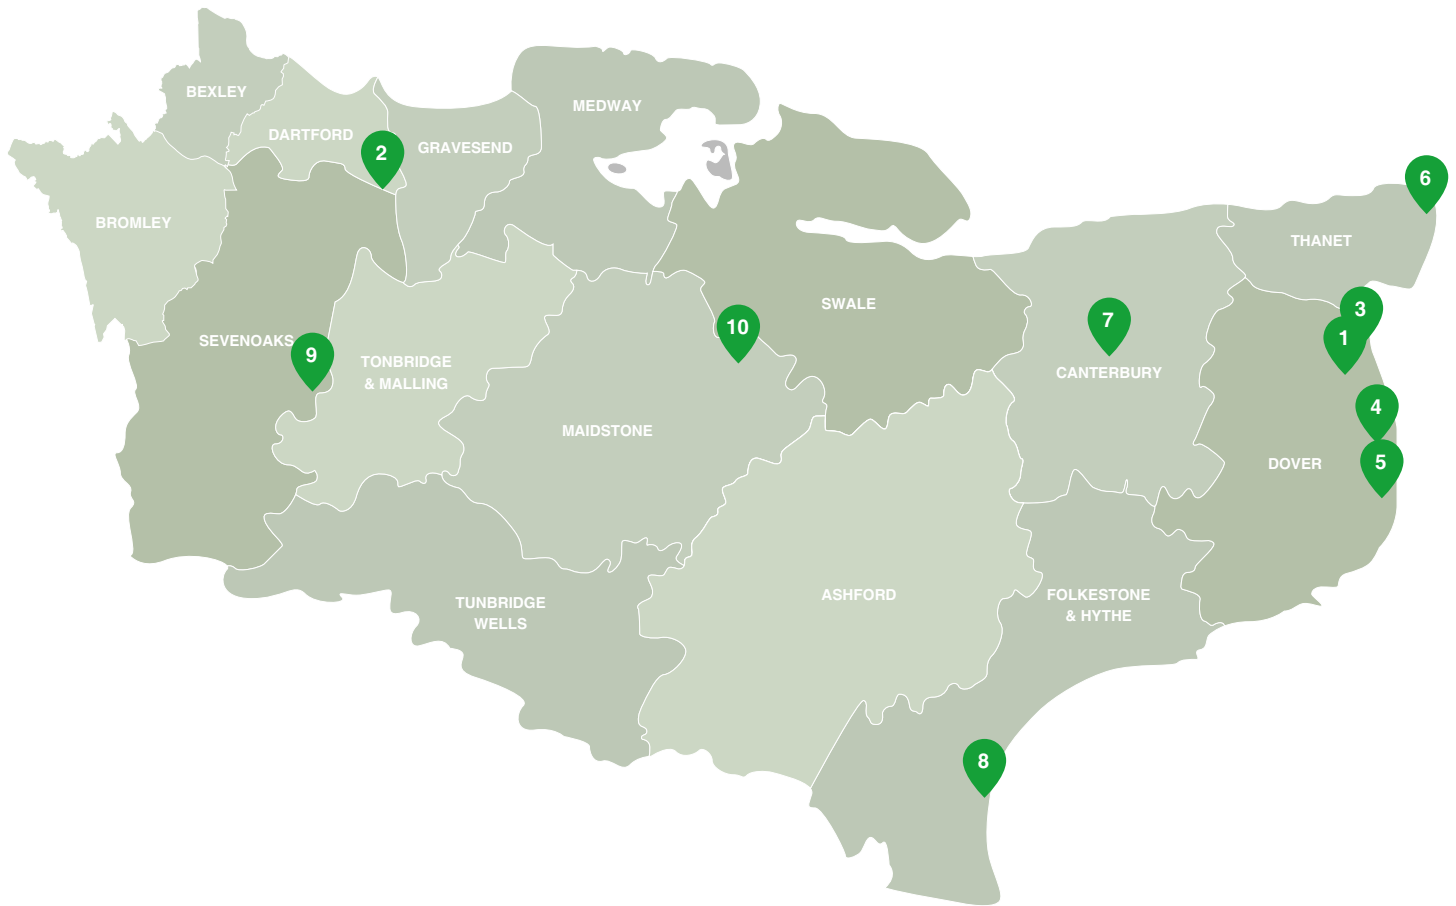 BEXLEY
MEDWAY
DARTFORD
GRAVESEND
2
6
BROMLEY
THANET
SWALE
3
7
10
1
SEVENOAKS
9
TONBRIDGE
& MALLING
CANTERBURY
4
MAIDSTONE
DOVER
5
ASHFORD
FOLKESTONE
& HYTHE
TUNBRIDGE
WELLS
8